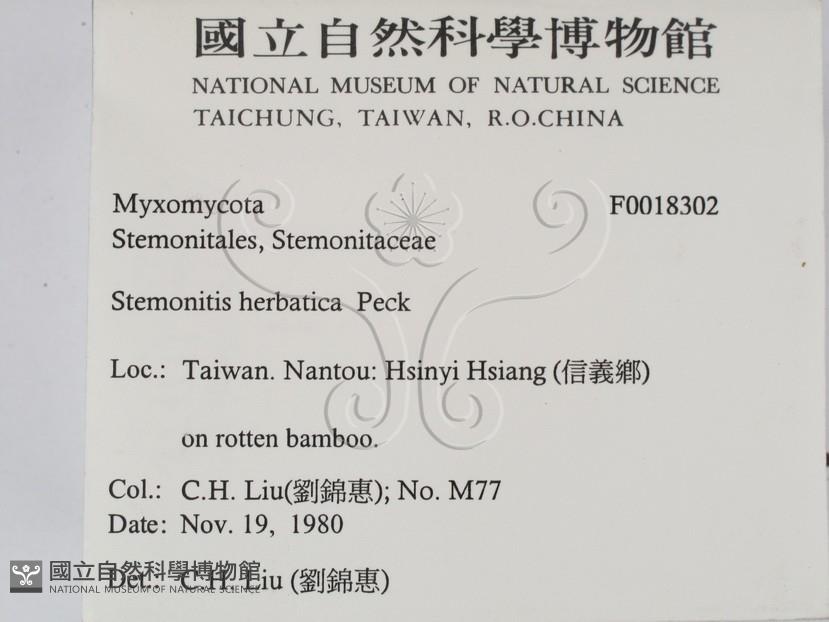 國立自然科學博物館
NATIONAL MUSEUM OF NATURAL SCIENCE
TAICHUNG, TAIWAN, R.O.CHINA
Myxomycota F0018302
Stemonitales, Stemonitaceae
Stemonitis herbatica Peck
Loc.: Taiwan. Nantou: Hsinyi Hsiang (信義鄉)
on rotten bamboo.
Col.: C.H. Liu(劉錦惠); No. M77
Date: Nov. 19, 1980
Det.: C.H. Liu (劉錦惠)
國立自然科學博物館
NATIONAL MUSEUM OF NATURAL SCIENCE